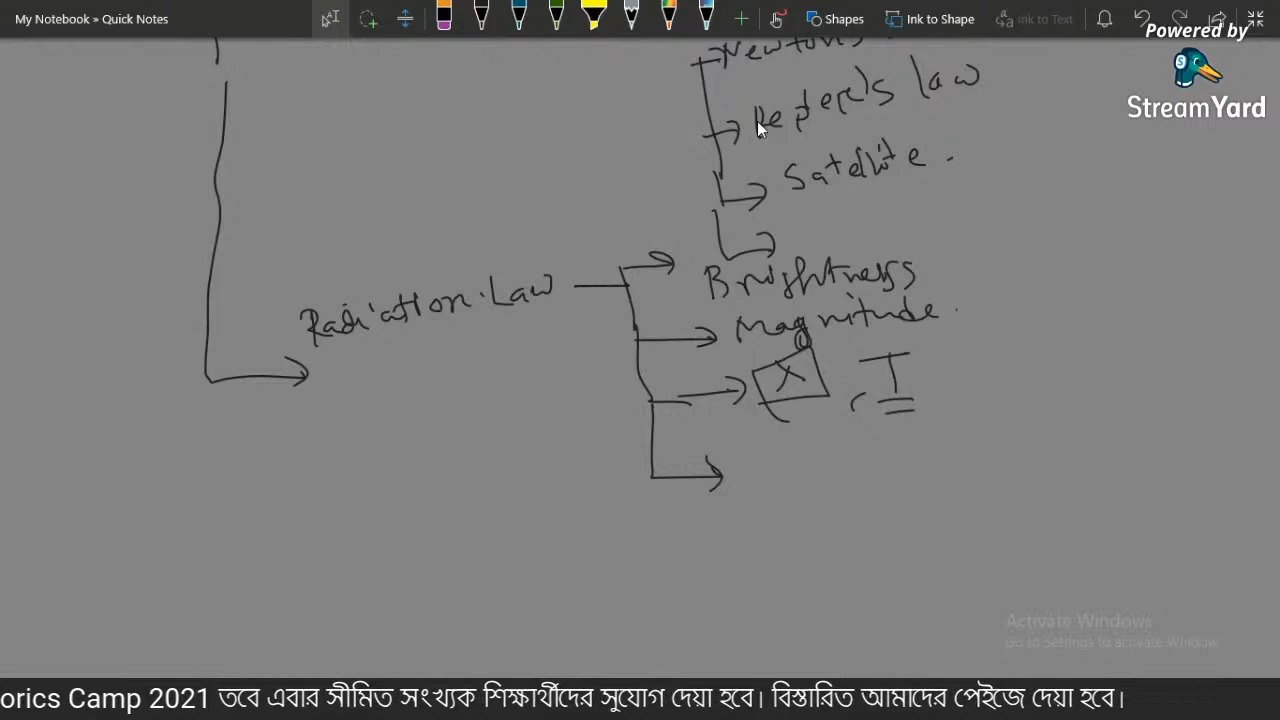 My Notebook » Quick Notes
Shapes
Ink to Shape
Ink to Text
Powered by
StreamYard
Newton's
Kepler's law
Satellite.
Radiation Law
Brightness
Magnitude.
λ, T
Activate Windows
Go to Settings to activate Window
orics Camp 2021 তবে এবার সীমিত সংখ্যক শিক্ষার্থীদের সুযোগ দেয়া হবে। বিস্তারিত আমাদের পেইজে দেয়া হবে।